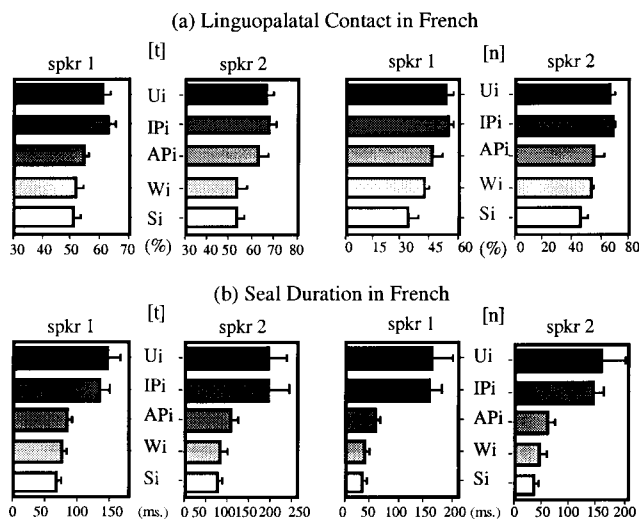 (a) Linguopalatal Contact in French
[t] [n]
spkr 1 spkr 2 spkr 1 spkr 2
Ui Ui
IPi IPi
APi APi
Wi Wi
Si Si
30 40 50 60 70 30 40 50 60 70 80 0 15 30 45 60 0 20 40 60 80
(%) (%)
(b) Seal Duration in French
[t] [n]
spkr 1 spkr 2 spkr 1 spkr 2
Ui Ui
IPi IPi
APi APi
Wi Wi
Si Si
0 50 100 150 (ms.) 0 50 100 150 200 250 0 50 100 150 200 (ms.) 0 50 100 150 200